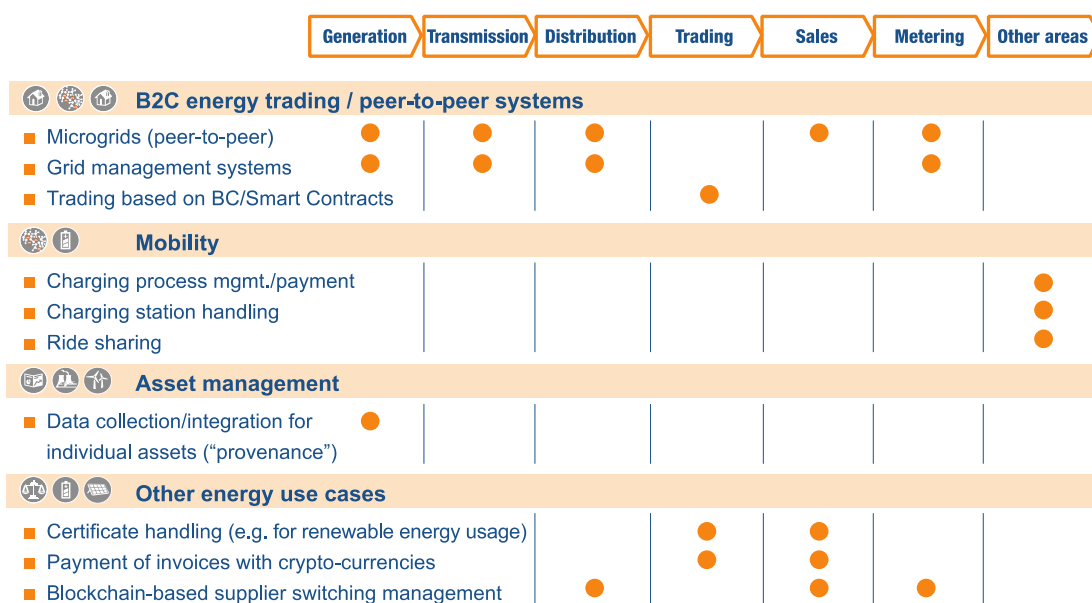 Generation Transmission Distribution Trading Sales Metering Other areas
B2C energy trading / peer-to-peer systems
Microgrids (peer-to-peer)
Grid management systems
Trading based on BC/Smart Contracts
Mobility
Charging process mgmt./payment
Charging station handling
Ride sharing
Asset management
Data collection/integration for
individual assets (“provenance”)
Other energy use cases
Certificate handling (e.g. for renewable energy usage)
Payment of invoices with crypto-currencies
Blockchain-based supplier switching management